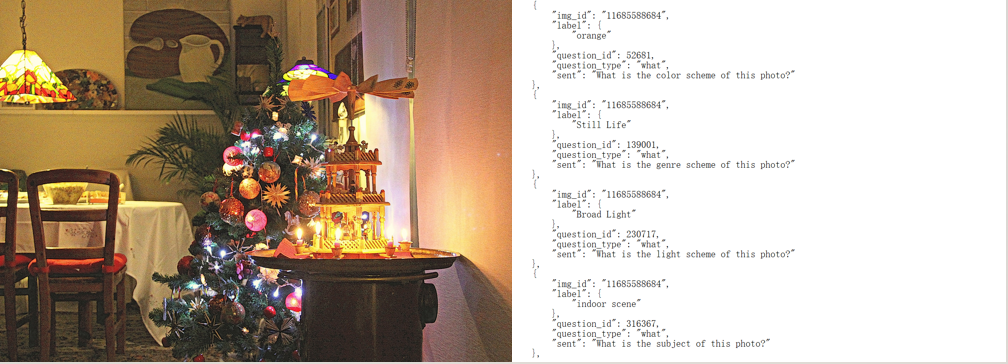 {
"img_id": "11685588684",
"label": {
"orange"
},
"question_id": 52681,
"question_type": "what",
"sent": "What is the color scheme of this photo?"
},
{
"img_id": "11685588684",
"label": {
"Still Life"
},
"question_id": 139001,
"question_type": "what",
"sent": "What is the genre scheme of this photo?"
},
{
"img_id": "11685588684",
"label": {
"Broad Light"
},
"question_id": 230717,
"question_type": "what",
"sent": "What is the light scheme of this photo?"
},
{
"img_id": "11685588684",
"label": {
"indoor scene"
},
"question_id": 316367,
"question_type": "what",
"sent": "What is the subject of this photo?"
},